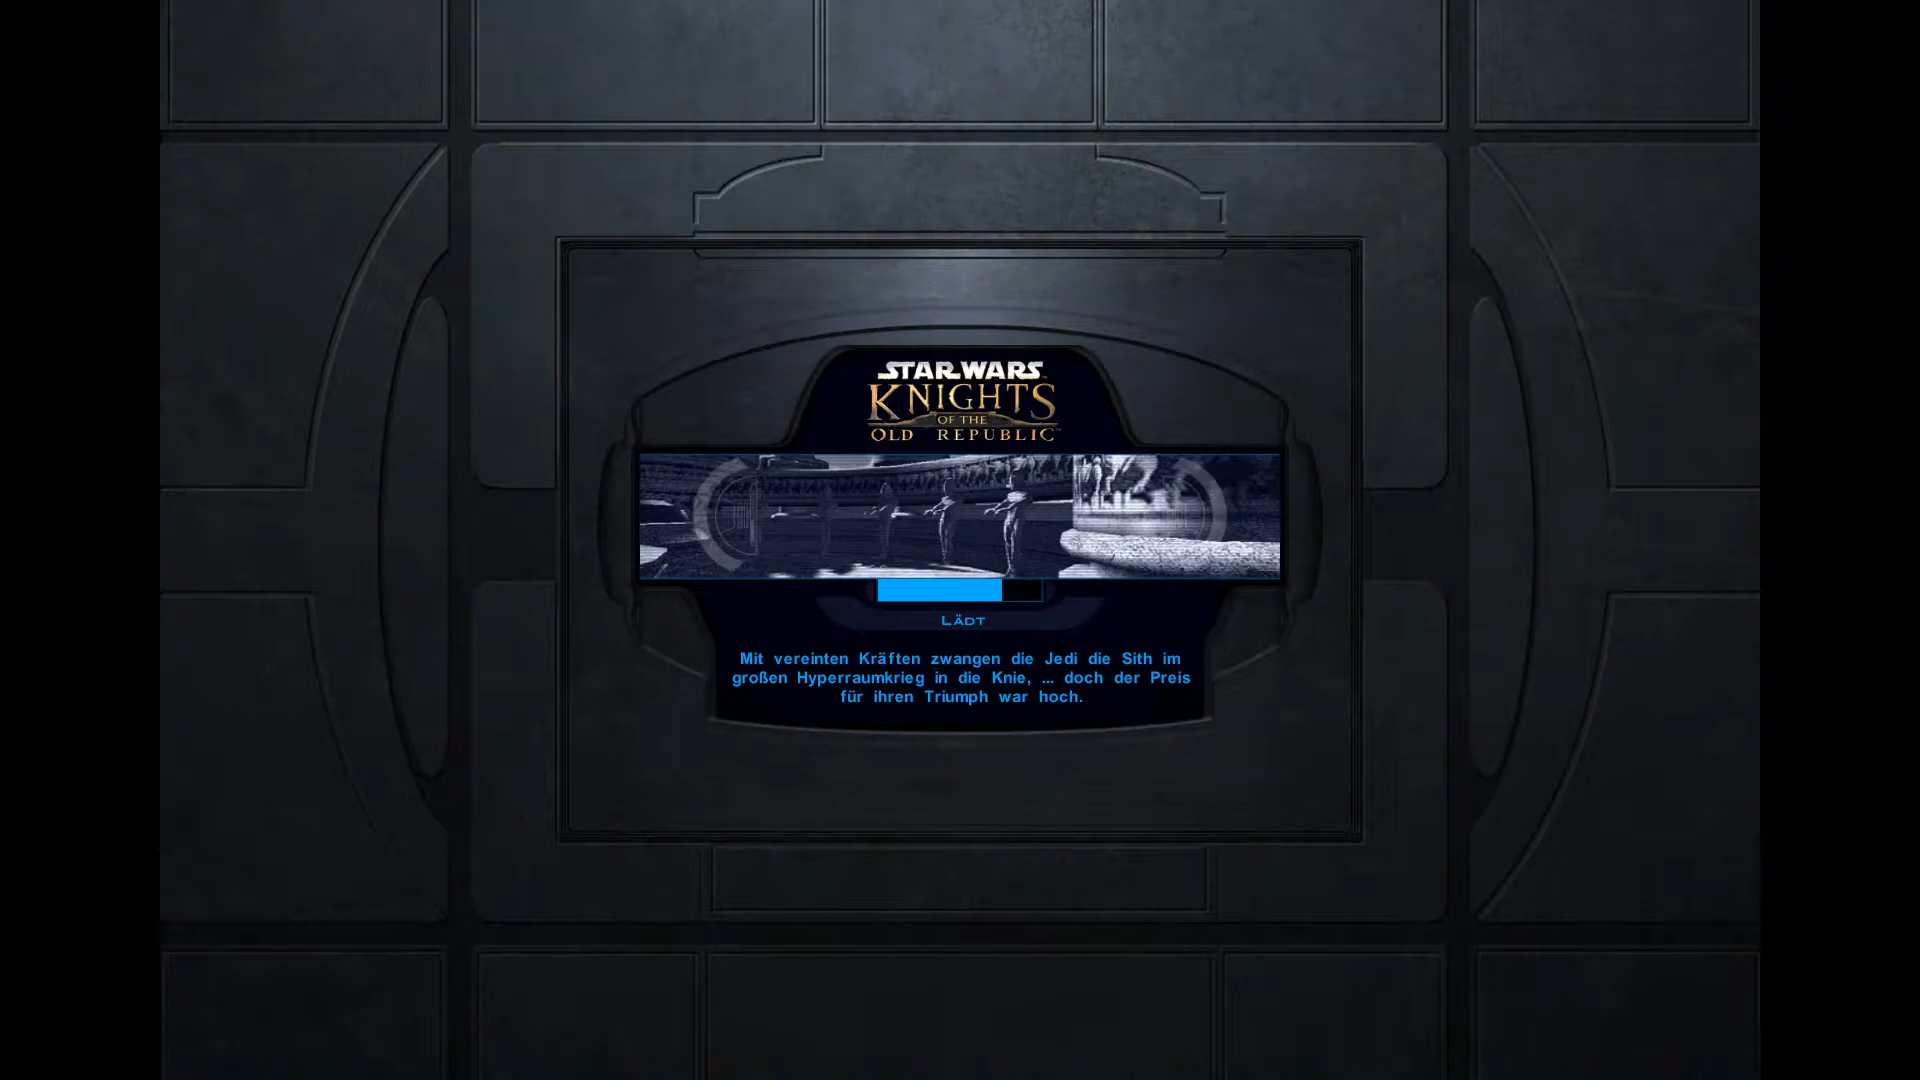 STAR WARS
KNIGHTS
OF THE
OLD REPUBLIC
LÄDT
Mit vereinten Kräften zwangen die Jedi die Sith im
großen Hyperraumkrieg in die Knie, ... doch der Preis
für ihren Triumph war hoch.